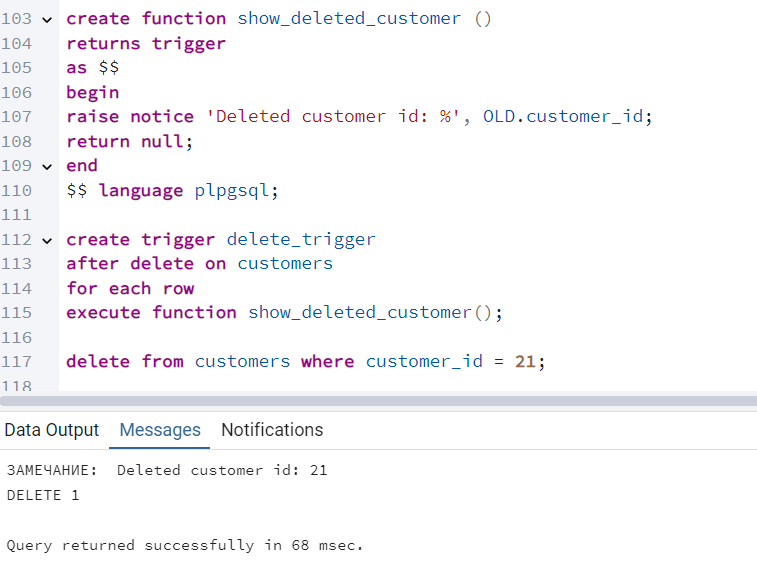 103 create function show_deleted_customer ()
104 returns trigger
105 as $$
106 begin
107 raise notice 'Deleted customer id: %', OLD.customer_id;
108 return null;
109 end
110 $$ language plpgsql;
111
112 create trigger delete_trigger
113 after delete on customers
114 for each row
115 execute function show_deleted_customer();
116
117 delete from customers where customer_id = 21;
118
Data Output Messages Notifications
ЗАМЕЧАНИЕ: Deleted customer id: 21
DELETE 1
Query returned successfully in 68 msec.